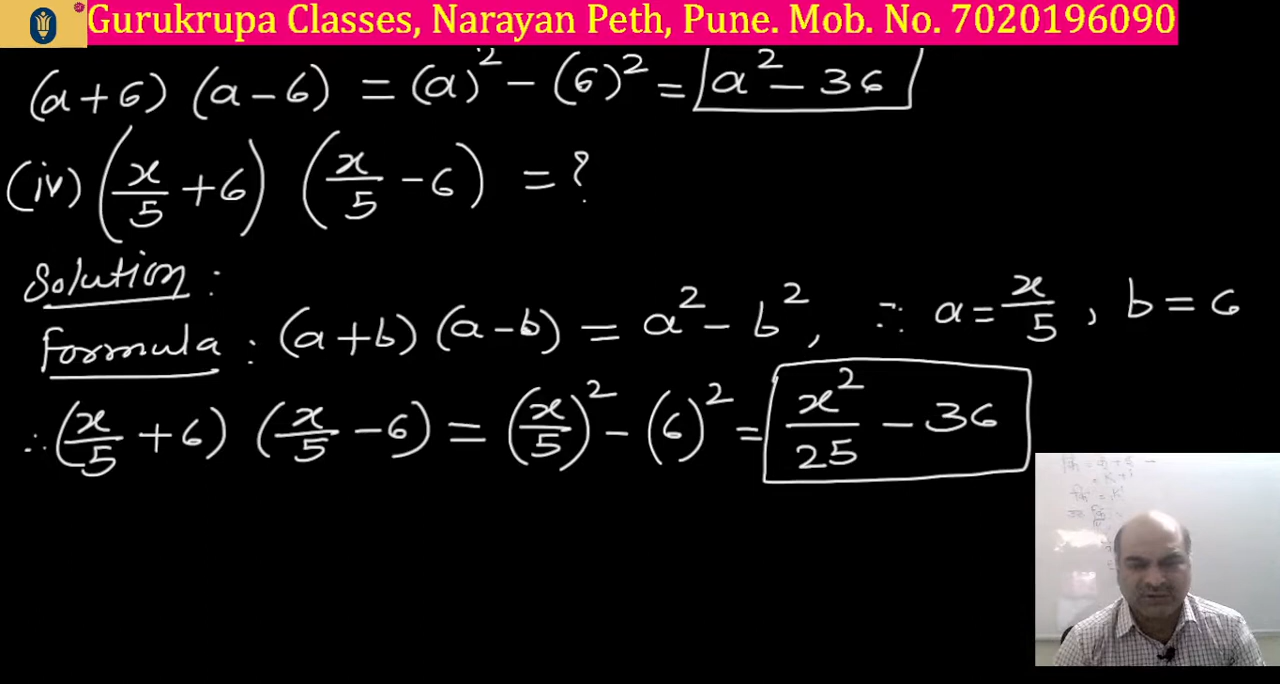 Gurukrupa Classes, Narayan Peth, Pune. Mob. No. 7020196090
(a+6) (a-6) = (a)² - (6)² = a² - 36
(iv) (x/5 + 6) (x/5 - 6) = ?
Solution:
Formula: (a+b) (a-b) = a² - b², ∴ a = x/5, b = 6
∴ (x/5 + 6) (x/5 - 6) = (x/5)² - (6)² = x²/25 - 36